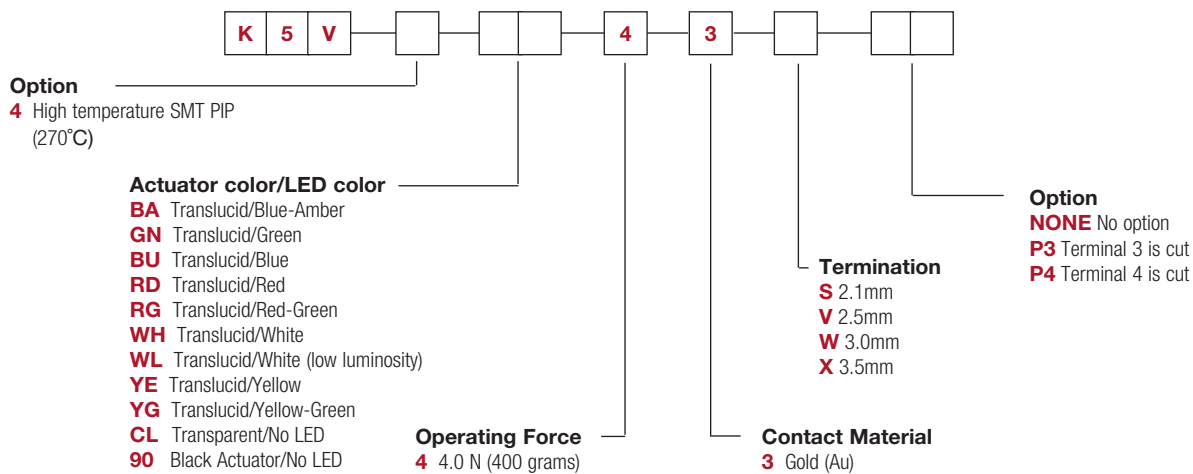 K 5 V 4 3
Option
4 High temperature SMT PIP
(270°C)
Actuator color/LED color
BA Translucid/Blue-Amber
GN Translucid/Green
BU Translucid/Blue
RD Translucid/Red
RG Translucid/Red-Green
WH Translucid/White
WL Translucid/White (low luminosity)
YE Translucid/Yellow
YG Translucid/Yellow-Green
CL Transparent/No LED
90 Black Actuator/No LED
Operating Force
4 4.0 N (400 grams)
Contact Material
3 Gold (Au)
Termination
S 2.1mm
V 2.5mm
W 3.0mm
X 3.5mm
Option
NONE No option
P3 Terminal 3 is cut
P4 Terminal 4 is cut